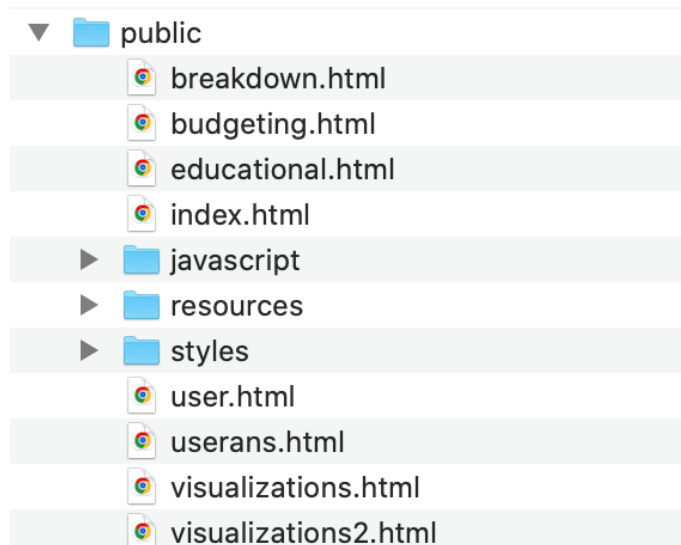 public
breakdown.html
budgeting.html
educational.html
index.html
javascript
resources
styles
user.html
userans.html
visualizations.html
visualizations2.html